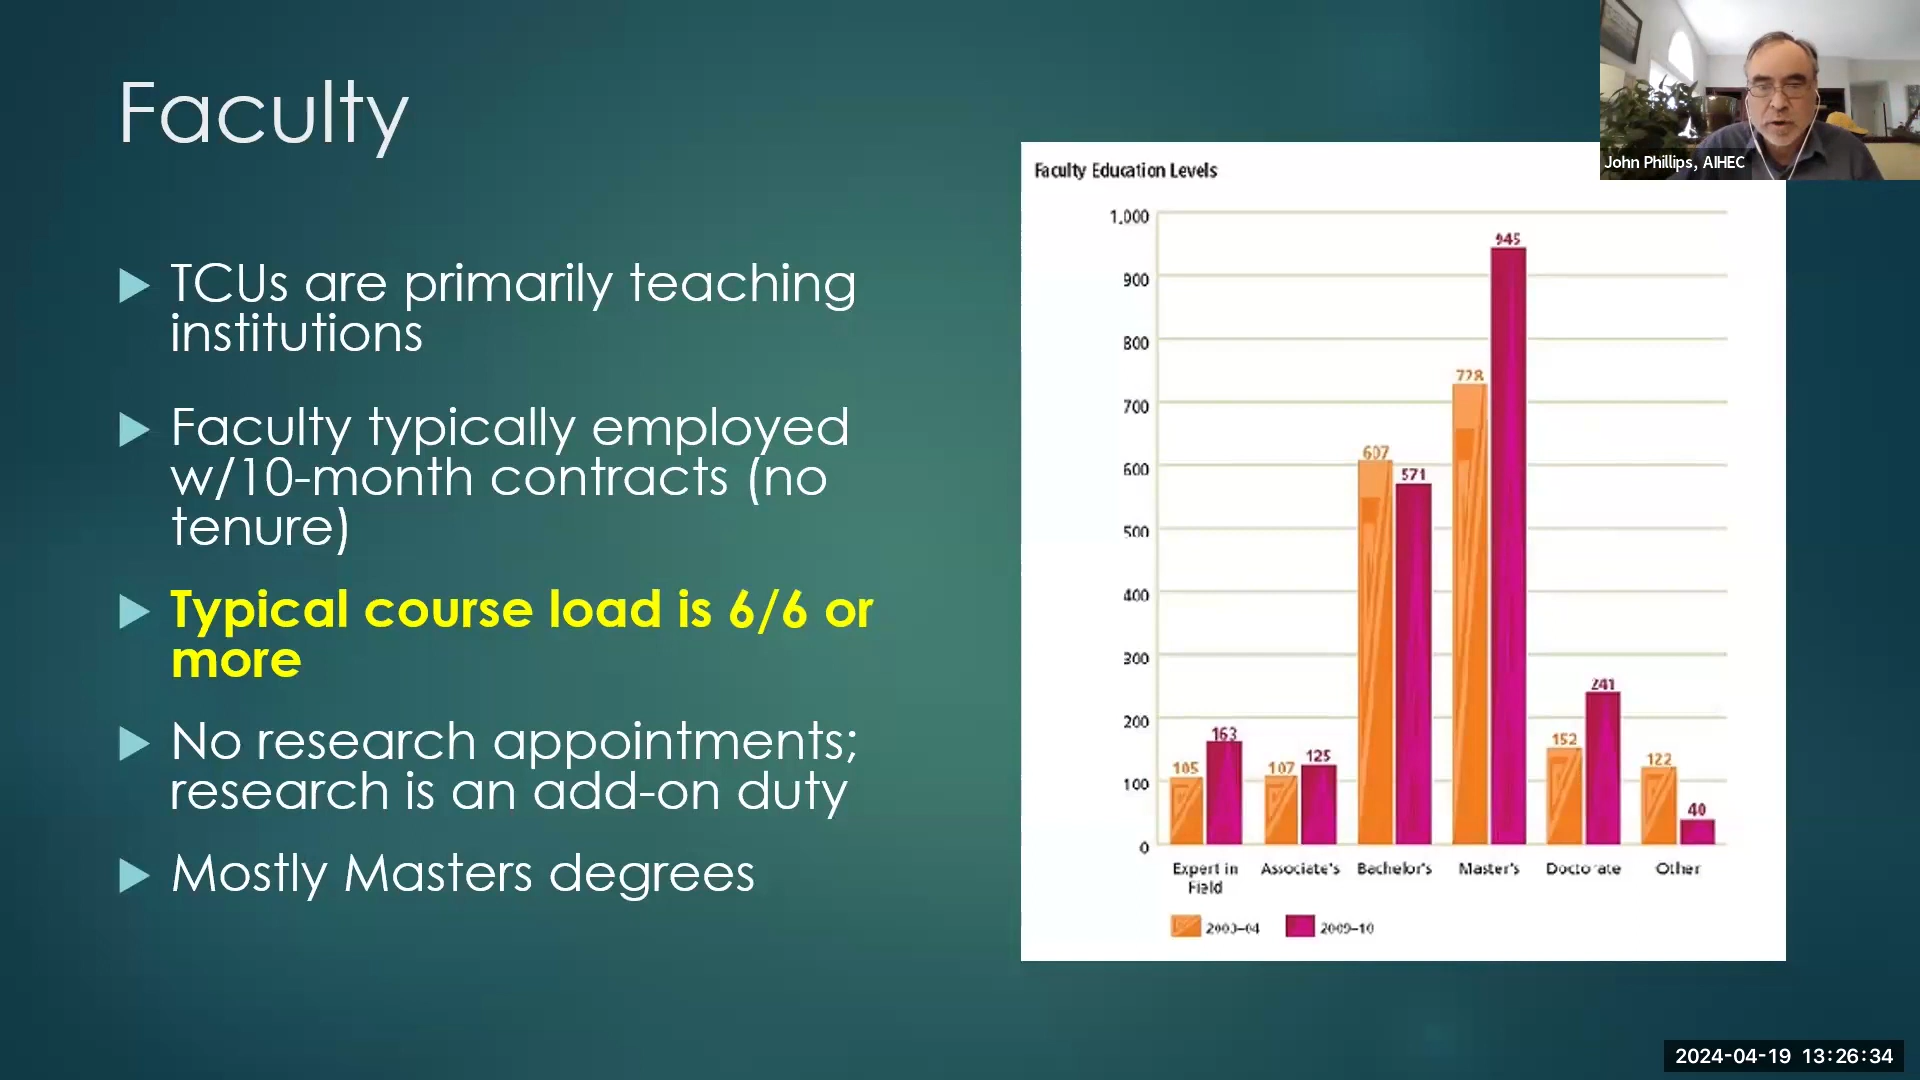 Faculty
TCUs are primarily teaching
institutions
Faculty typically employed
w/10-month contracts (no
tenure)
Typical course load is 6/6 or
more
No research appointments;
research is an add-on duty
Mostly Masters degrees
John Phillips, AIHEC
Faculty Education Levels
1,000
900
800
700
600
500
400
300
200
100
0
105
163
107
125
607
571
728
945
152
241
122
40
Expert in
Field
Associate's
Bachelor's
Master's
Doctorate
Other
2003–04
2009–10
2024-04-19 13:26:34